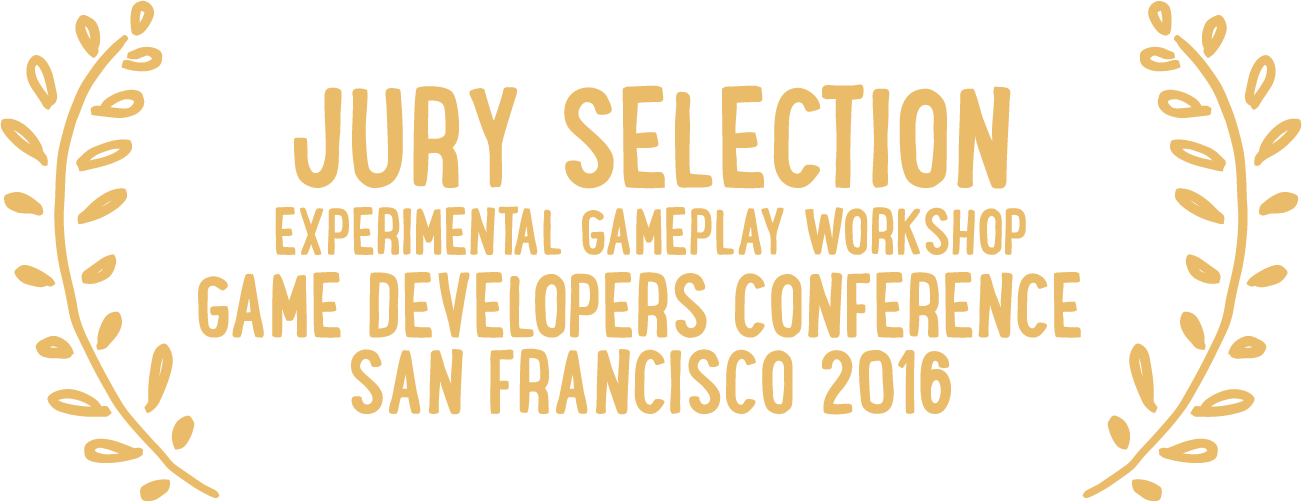 JURY SELECTION
EXPERIMENTAL GAMEPLAY WORKSHOP
GAME DEVELOPERS CONFERENCE
SAN FRANCISCO 2016